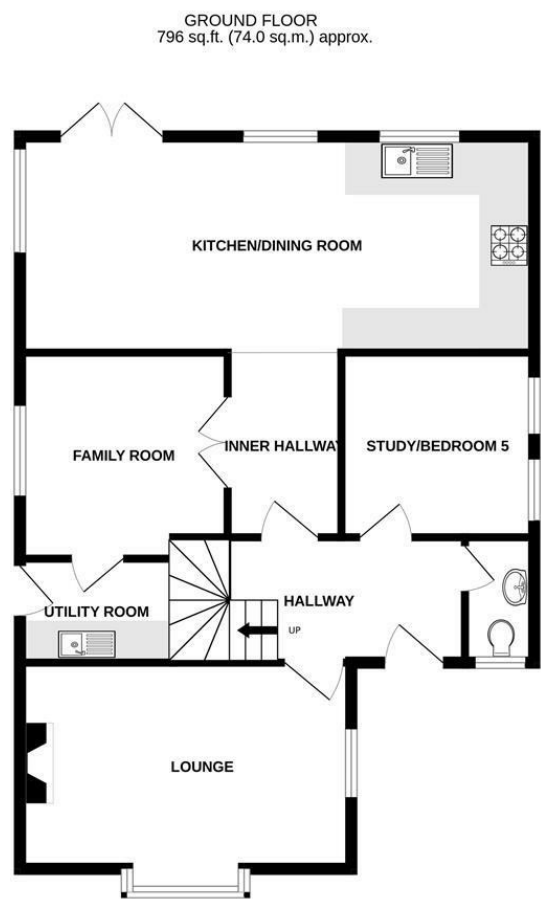 GROUND FLOOR
796 sq.ft. (74.0 sq.m.) approx.
KITCHEN/DINING ROOM
INNER HALLWAY
STUDY/BEDROOM 5
FAMILY ROOM
UTILITY ROOM
HALLWAY
UP
LOUNGE